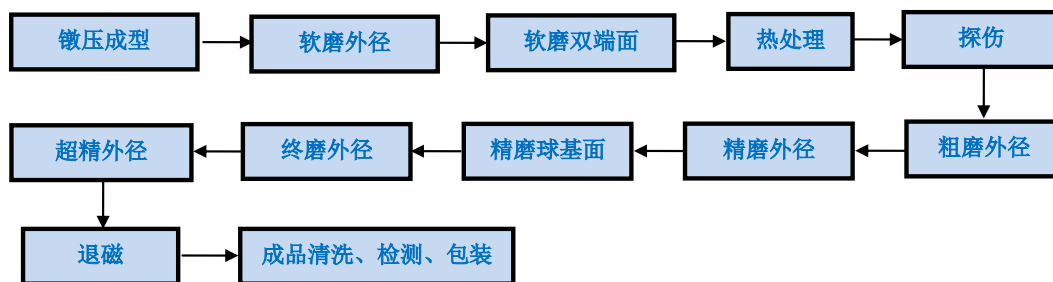 镦压成型
软磨外径
软磨双端面
热处理
探伤
粗磨外径
精磨外径
精磨球基面
终磨外径
超精外径
退磁
成品清洗、检测、包装